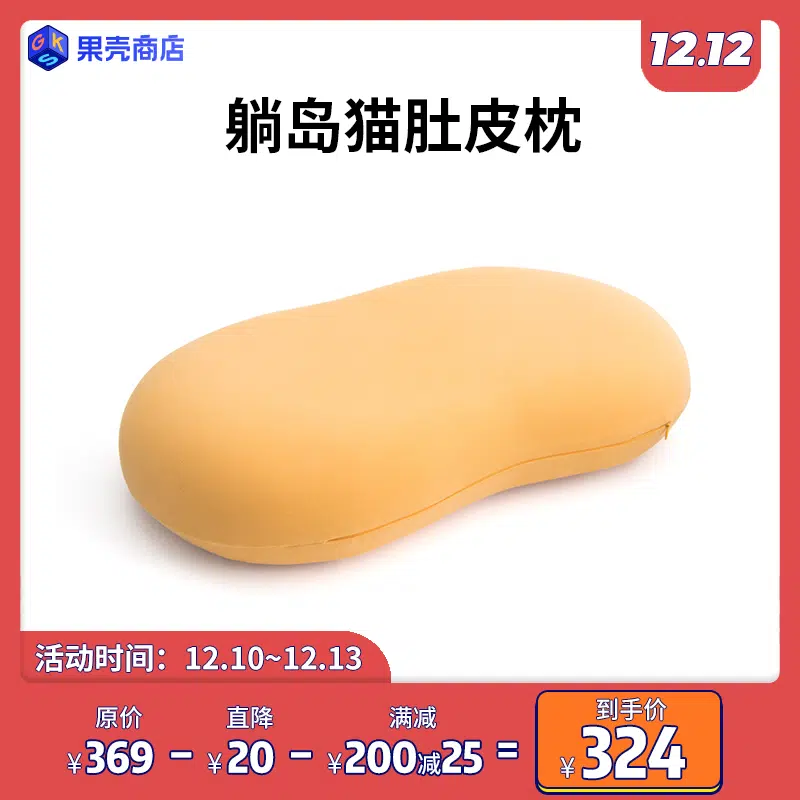 GKS 果壳商店
12.12
躺岛猫肚皮枕
活动时间：12.10~12.13
原价 直降 满减 到手价
￥369 - ￥20 - ￥200减25 = ￥324